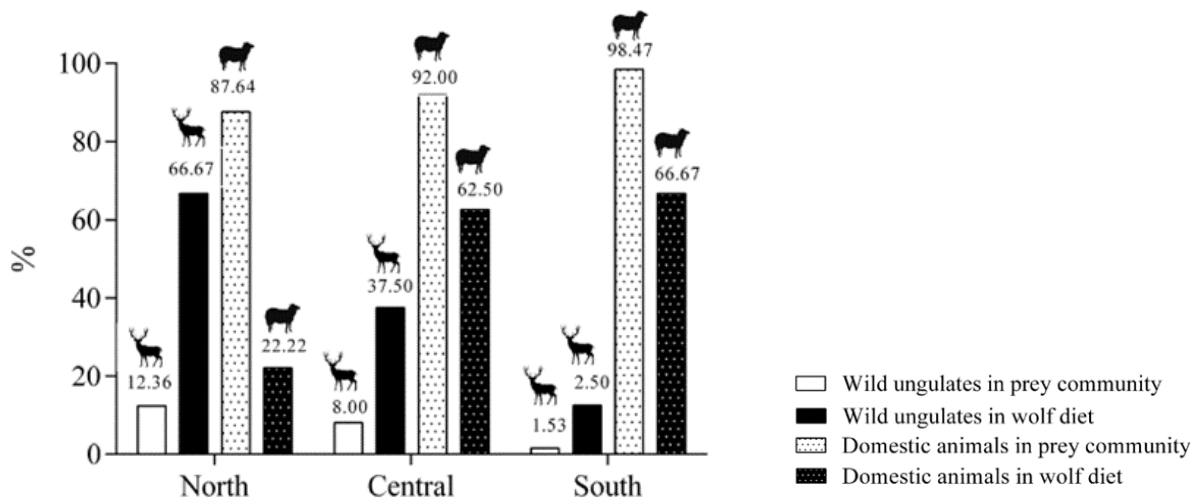 98.47
100
87.64
92.00
80
66.67
66.67
62.50
60
%
40
37.50
22.22
20
12.36
8.00
2.50
1.53
0
North
Central
South
Wild ungulates in prey community
Wild ungulates in wolf diet
Domestic animals in prey community
Domestic animals in wolf diet